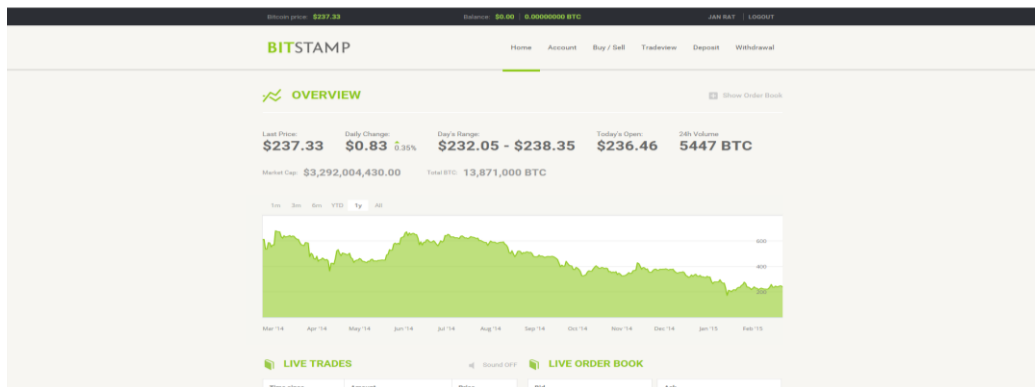 Bitcoin price: $237.33 Balance: $0.00 | 0.00000000 BTC JAN RAT | LOGOUT
BITSTAMP Home Account Buy / Sell Tradeview Deposit Withdrawal
OVERVIEW Show Order Book
Last Price: Daily Change: Day's Range: Today's Open: 24h Volume
$237.33 $0.83 0.35% $232.05 - $238.35 $236.46 5447 BTC
Market Cap: $3,292,004,430.00 Total BTC: 13,871,000 BTC
1m 3m 6m YTD 1y All
600
400
200
Mar '14 Apr '14 May '14 Jun '14 Jul '14 Aug '14 Sep '14 Oct '14 Nov '14 Dec '14 Jan '15 Feb '15
LIVE TRADES Sound OFF LIVE ORDER BOOK
Amount Price Bid Ask